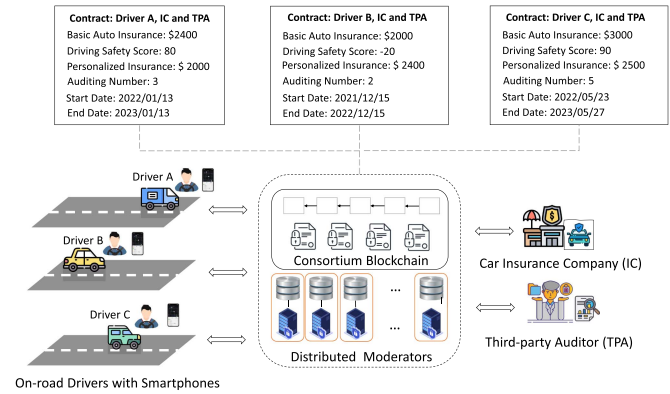 Contract: Driver A, IC and TPA
Basic Auto Insurance: $2400
Driving Safety Score: 80
Personalized Insurance: $ 2000
Auditing Number: 3
Start Date: 2022/01/13
End Date: 2023/01/13
Contract: Driver B, IC and TPA
Basic Auto Insurance: $2000
Driving Safety Score: -20
Personalized Insurance: $ 2400
Auditing Number: 2
Start Date: 2021/12/15
End Date: 2022/12/15
Contract: Driver C, IC and TPA
Basic Auto Insurance: $3000
Driving Safety Score: 90
Personalized Insurance: $ 2500
Auditing Number: 5
Start Date: 2022/05/23
End Date: 2023/05/27
Driver A
Driver B
Driver C
On-road Drivers with Smartphones
Consortium Blockchain
...
...
Distributed Moderators
Car Insurance Company (IC)
Third-party Auditor (TPA)